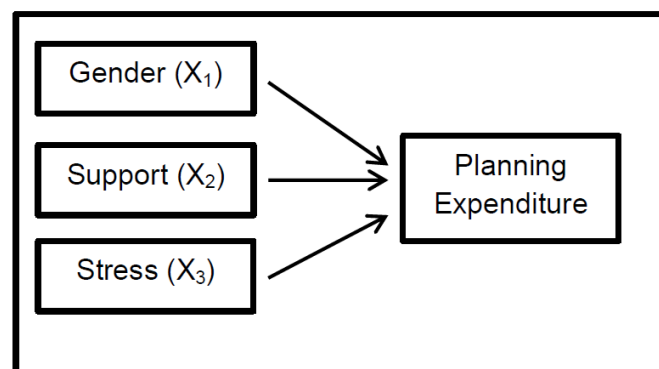 Gender (X₁)
Support (X₂)
Stress (X₃)
Planning
Expenditure